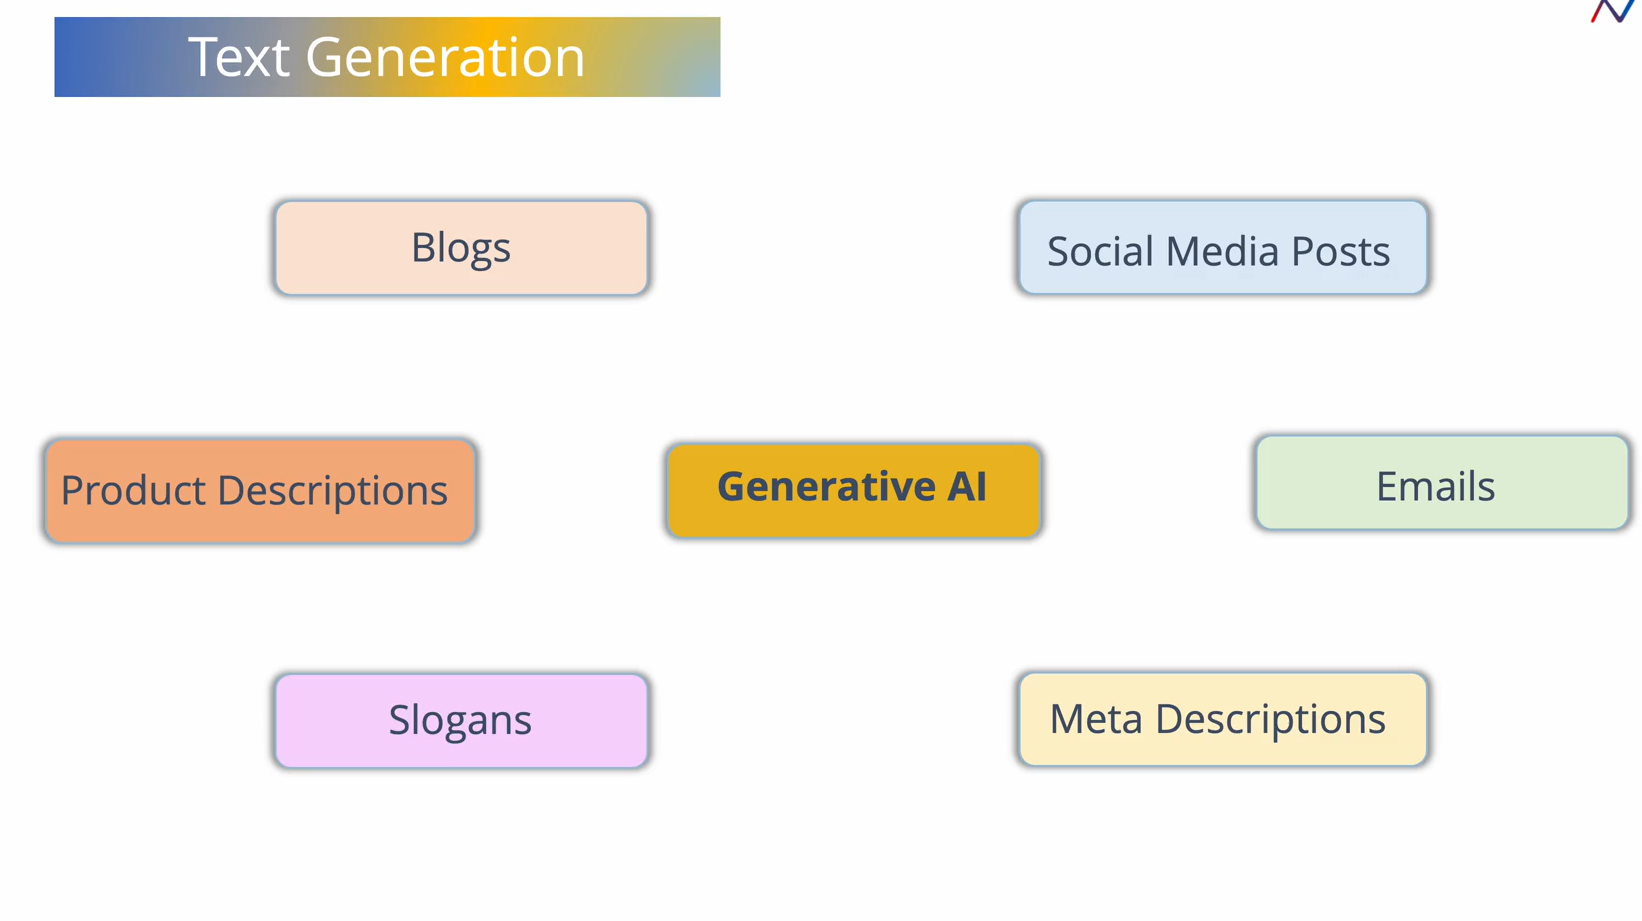 Text Generation
Blogs
Social Media Posts
Product Descriptions
Generative AI
Emails
Slogans
Meta Descriptions